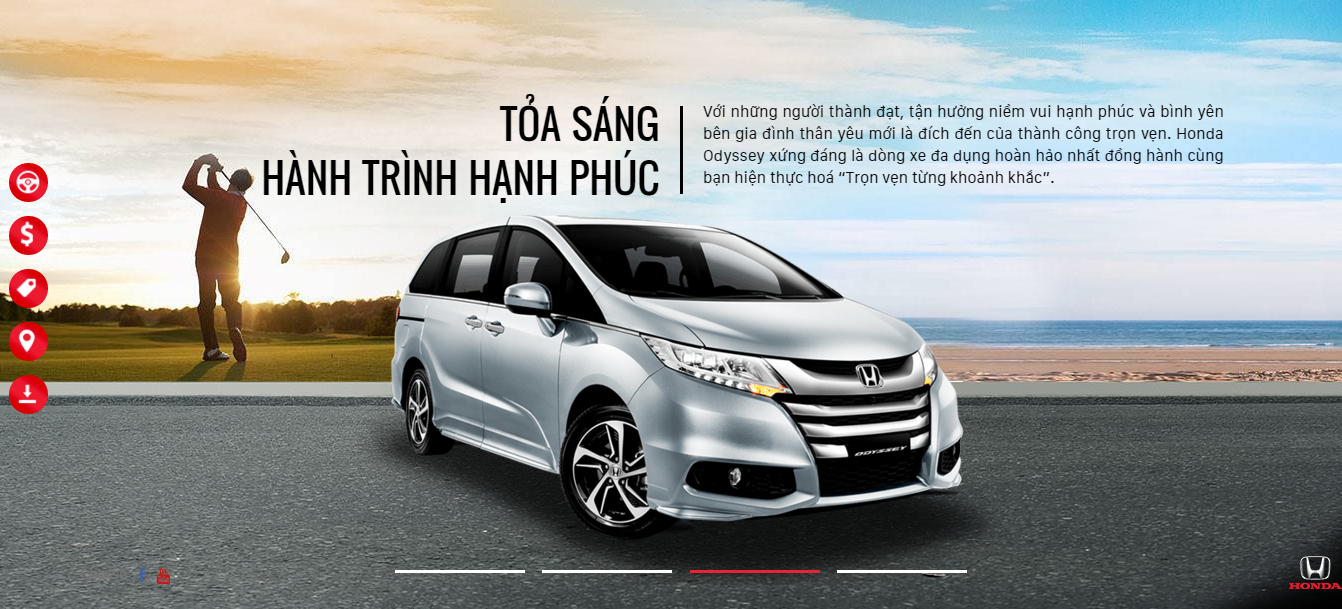 TỎA SÁNG
HÀNH TRÌNH HẠNH PHÚC
Với những người thành đạt, tận hưởng niềm vui hạnh phúc và bình yên
bên gia đình thân yêu mới là đích đến của thành công trọn vẹn. Honda
Odyssey xứng đáng là dòng xe đa dụng hoàn hảo nhất đồng hành cùng
bạn hiện thực hoá “Trọn vẹn từng khoảnh khắc”.
ODYSSEY
HONDA